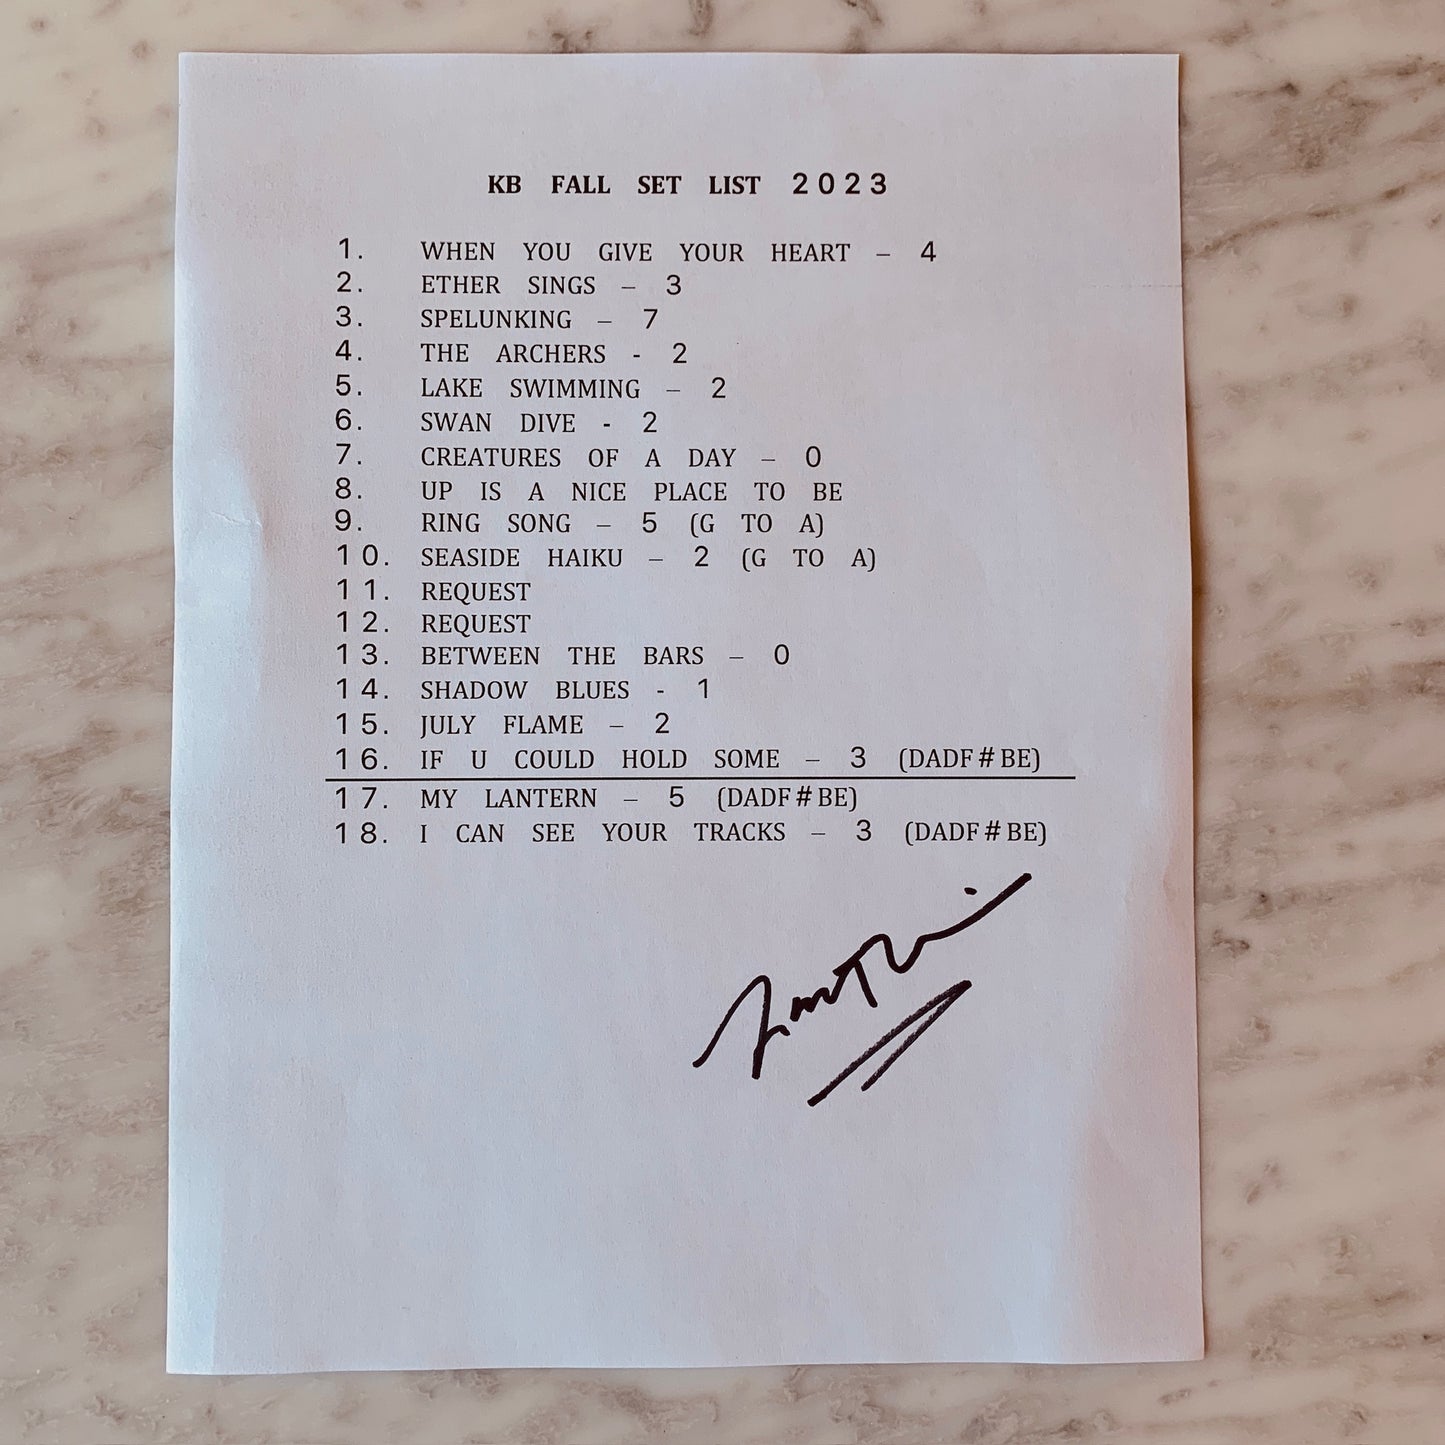 KB FALL SET LIST 2023
1. WHEN YOU GIVE YOUR HEART – 4
2. ETHER SINGS – 3
3. SPELUNKING – 7
4. THE ARCHERS - 2
5. LAKE SWIMMING – 2
6. SWAN DIVE - 2
7. CREATURES OF A DAY – 0
8. UP IS A NICE PLACE TO BE
9. RING SONG – 5 (G TO A)
10. SEASIDE HAIKU – 2 (G TO A)
11. REQUEST
12. REQUEST
13. BETWEEN THE BARS – 0
14. SHADOW BLUES - 1
15. JULY FLAME – 2
16. IF U COULD HOLD SOME – 3 (DADF#BE)
17. MY LANTERN – 5 (DADF#BE)
18. I CAN SEE YOUR TRACKS – 3 (DADF#BE)